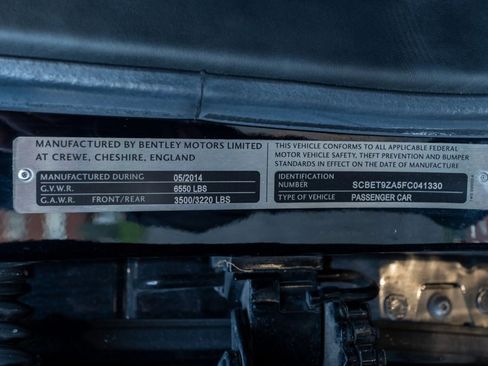 MANUFACTURED BY BENTLEY MOTORS LIMITED
AT CREWE, CHESHIRE, ENGLAND
MANUFACTURED DURING 05/2014
G.V.W.R. 6550 LBS
G.A.W.R. FRONT/REAR 3500/3220 LBS
THIS VEHICLE CONFORMS TO ALL APPLICABLE FEDERAL
MOTOR VEHICLE SAFETY, THEFT PREVENTION AND BUMPER
STANDARDS IN EFFECT ON THE DATE OF MANUFACTURE
IDENTIFICATION
NUMBER SCBET9ZA5FC041330
TYPE OF VEHICLE PASSENGER CAR